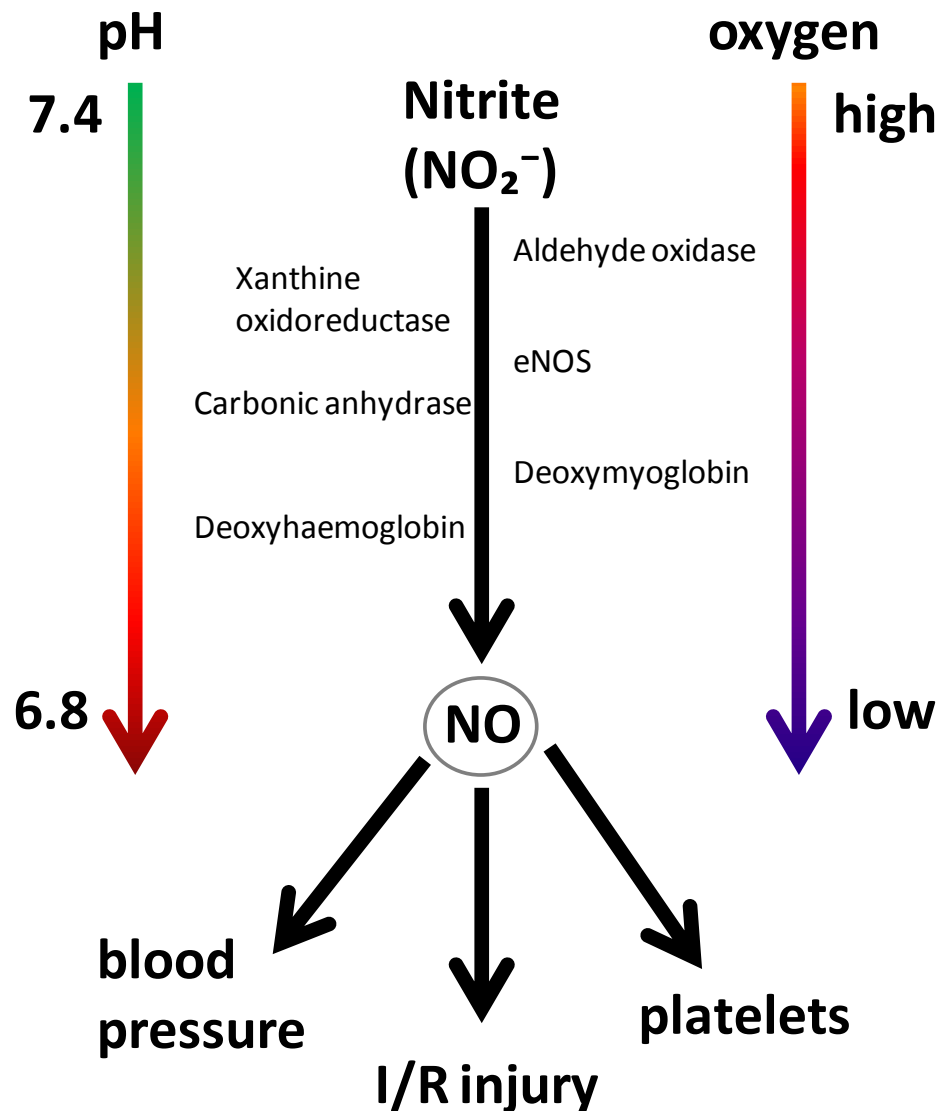 pH
oxygen
7.4
high
Nitrite
(NO₂⁻)
Aldehyde oxidase
Xanthine
oxidoreductase
eNOS
Carbonic anhydrase
Deoxymyoglobin
Deoxyhaemoglobin
6.8
low
NO
blood
pressure
platelets
I/R injury